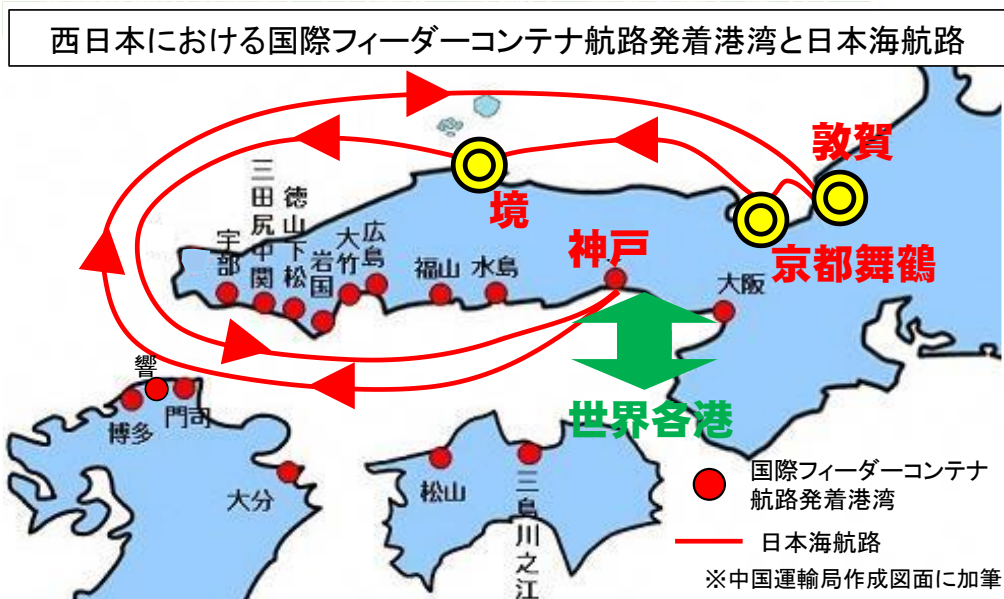 西日本における国際フィーダーコンテナ航路発着港湾と日本海航路
敦賀
境
京都舞鶴
神戸
大阪
宇部
三田尻中関
徳山下松
岩国
大竹
広島
福山
水島
世界各港
響
博多
門司
大分
松山
三島川之江
国際フィーダーコンテナ
航路発着港湾
日本海航路
※中国運輸局作成図面に加筆